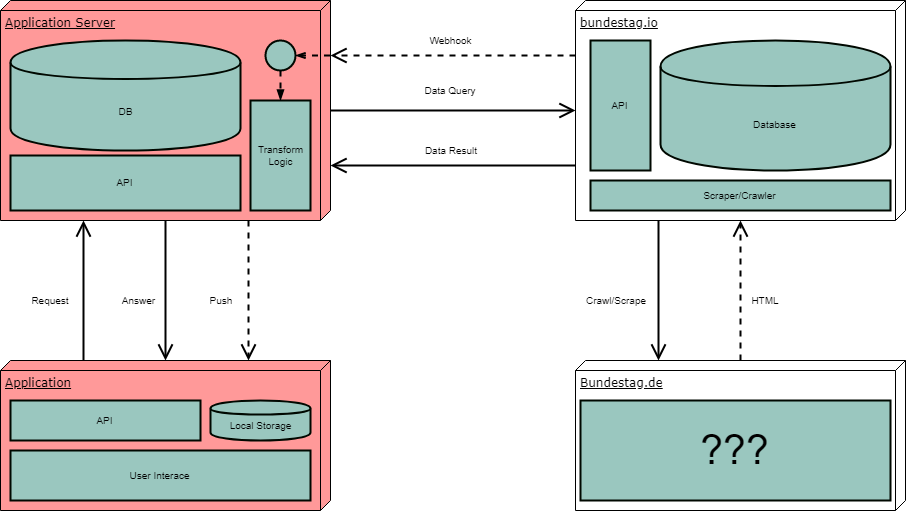 Application Server
DB
API
Transform
Logic
Webhook
Data Query
Data Result
bundestag.io
API
Database
Scraper/Crawler
Request
Answer
Push
Crawl/Scrape
HTML
Application
API
Local Storage
User Interace
Bundestag.de
???